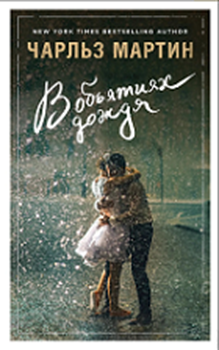 NEW YORK TIMES BESTSELLING AUTHOR
ЧАРЛЬЗ МАРТИН
В объятиях
дождя